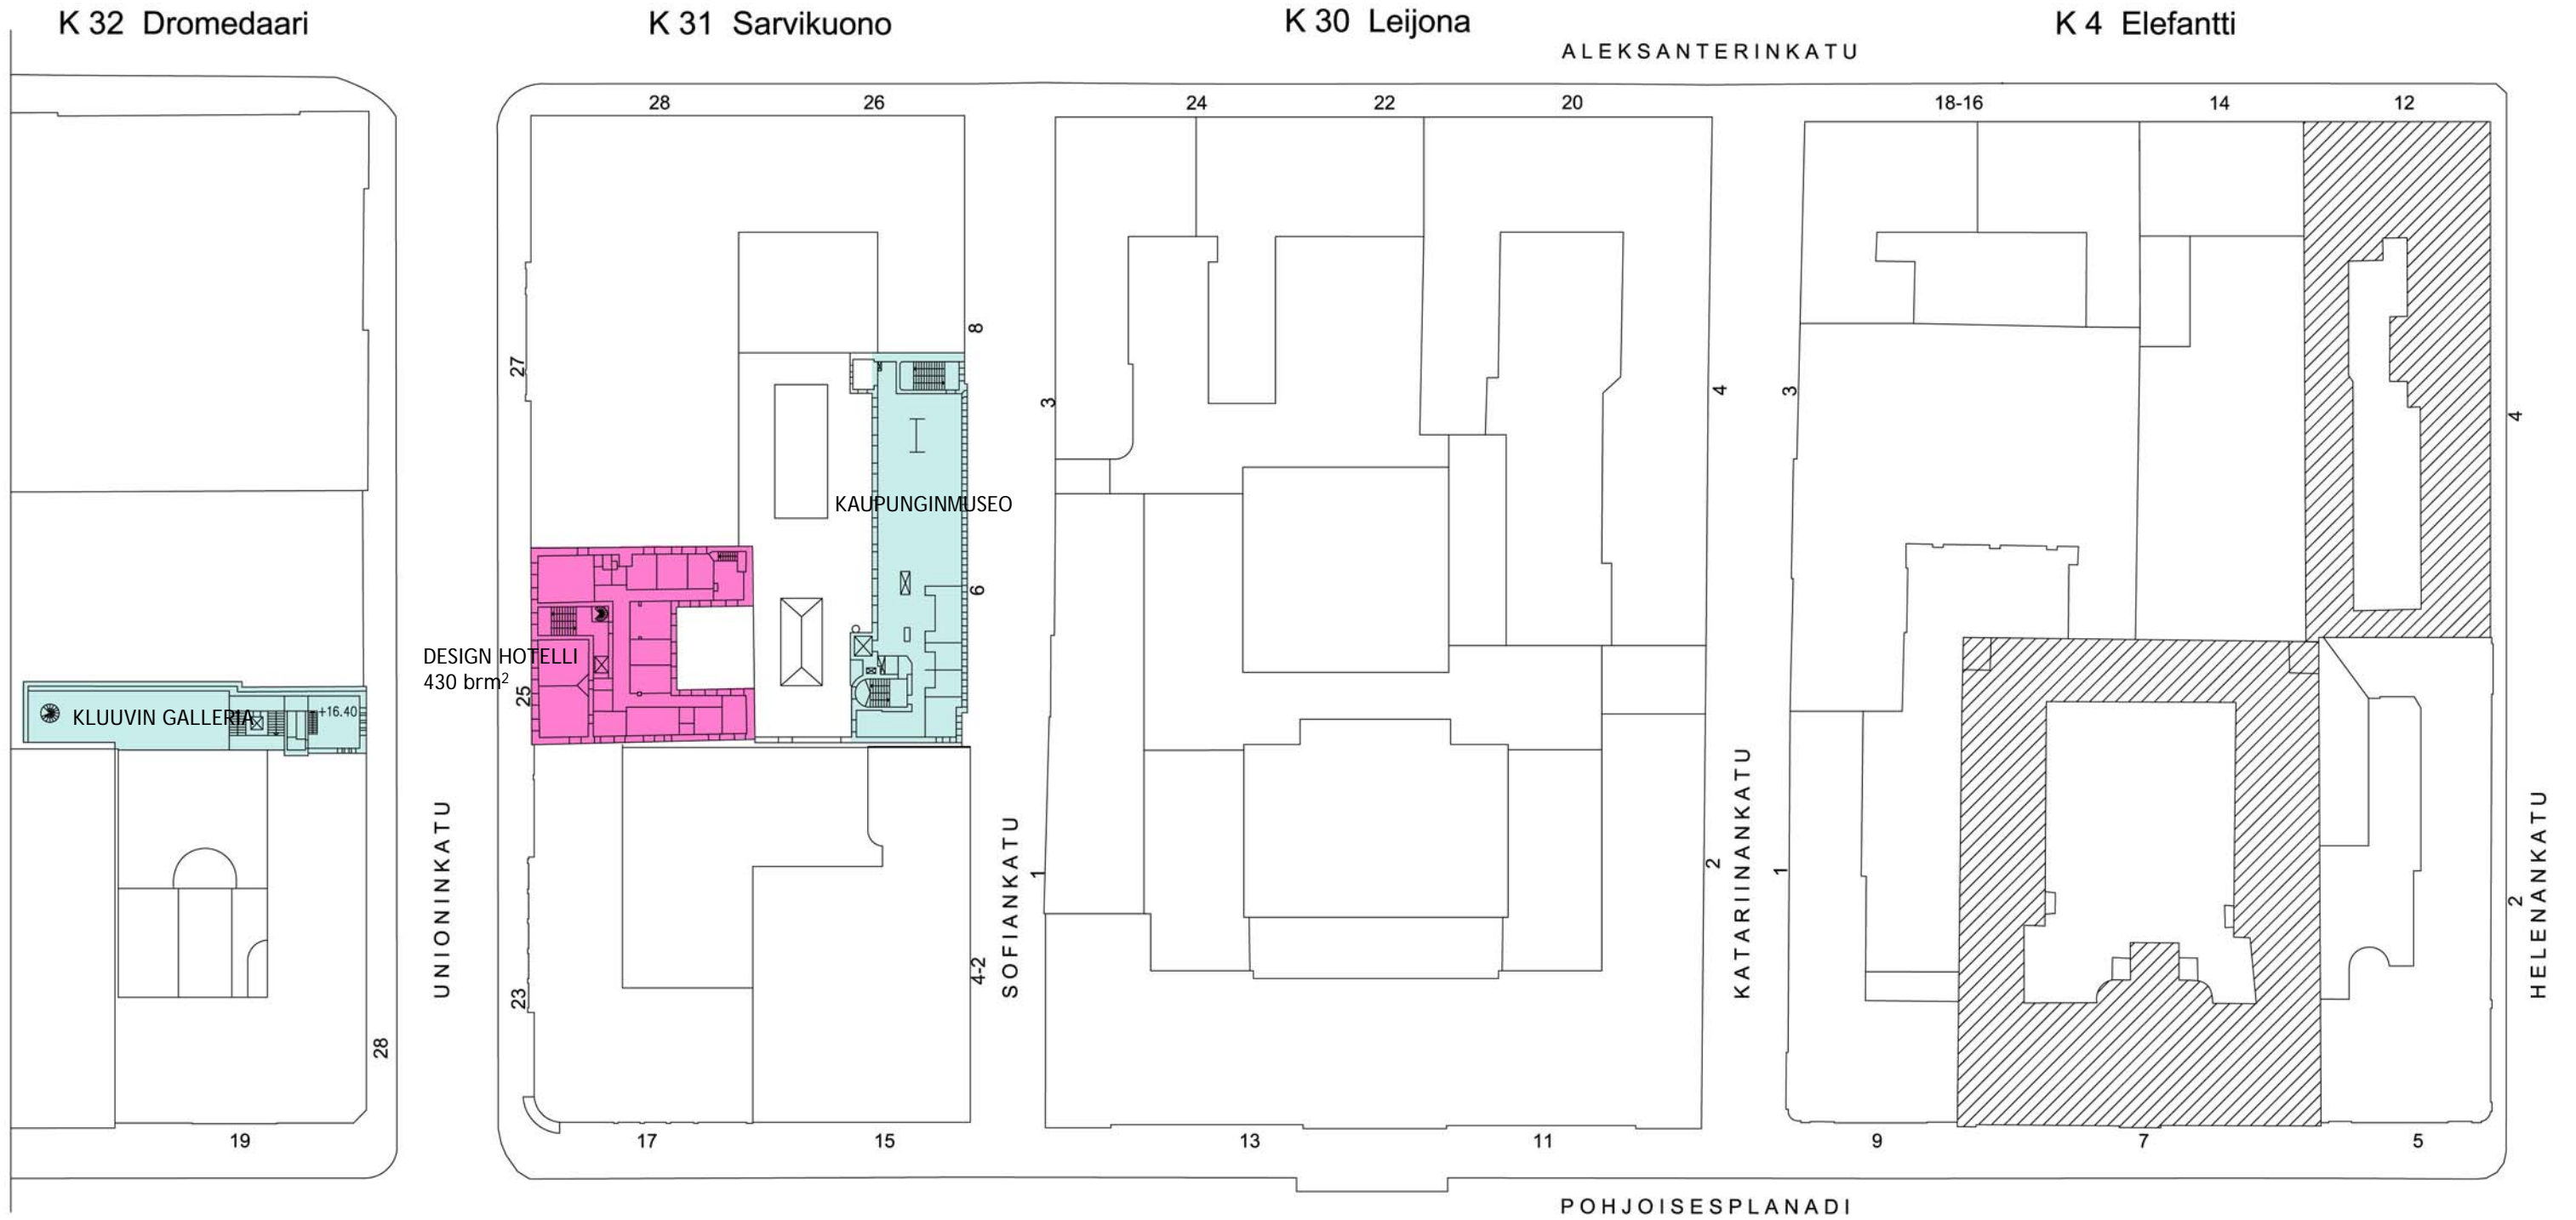 K 32 Dromedaari
K 31 Sarvikuono
K 30 Leijona
K 4 Elefantti
ALEKSANTERINKATU
28
26
24
22
20
18-16
14
12
8
27
3
4
3
4
KAUPUNGINMUSEO
6
DESIGN HOTELLI
430 brm²
25
KLUUVIN GALLERIA
+16.40
UNIONINKATU
SOFIANKATU
KATARIINANKATU
HELENANKATU
1
2
1
2
23
4-2
28
19
17
15
13
11
9
7
5
POHJOISESPLANADI